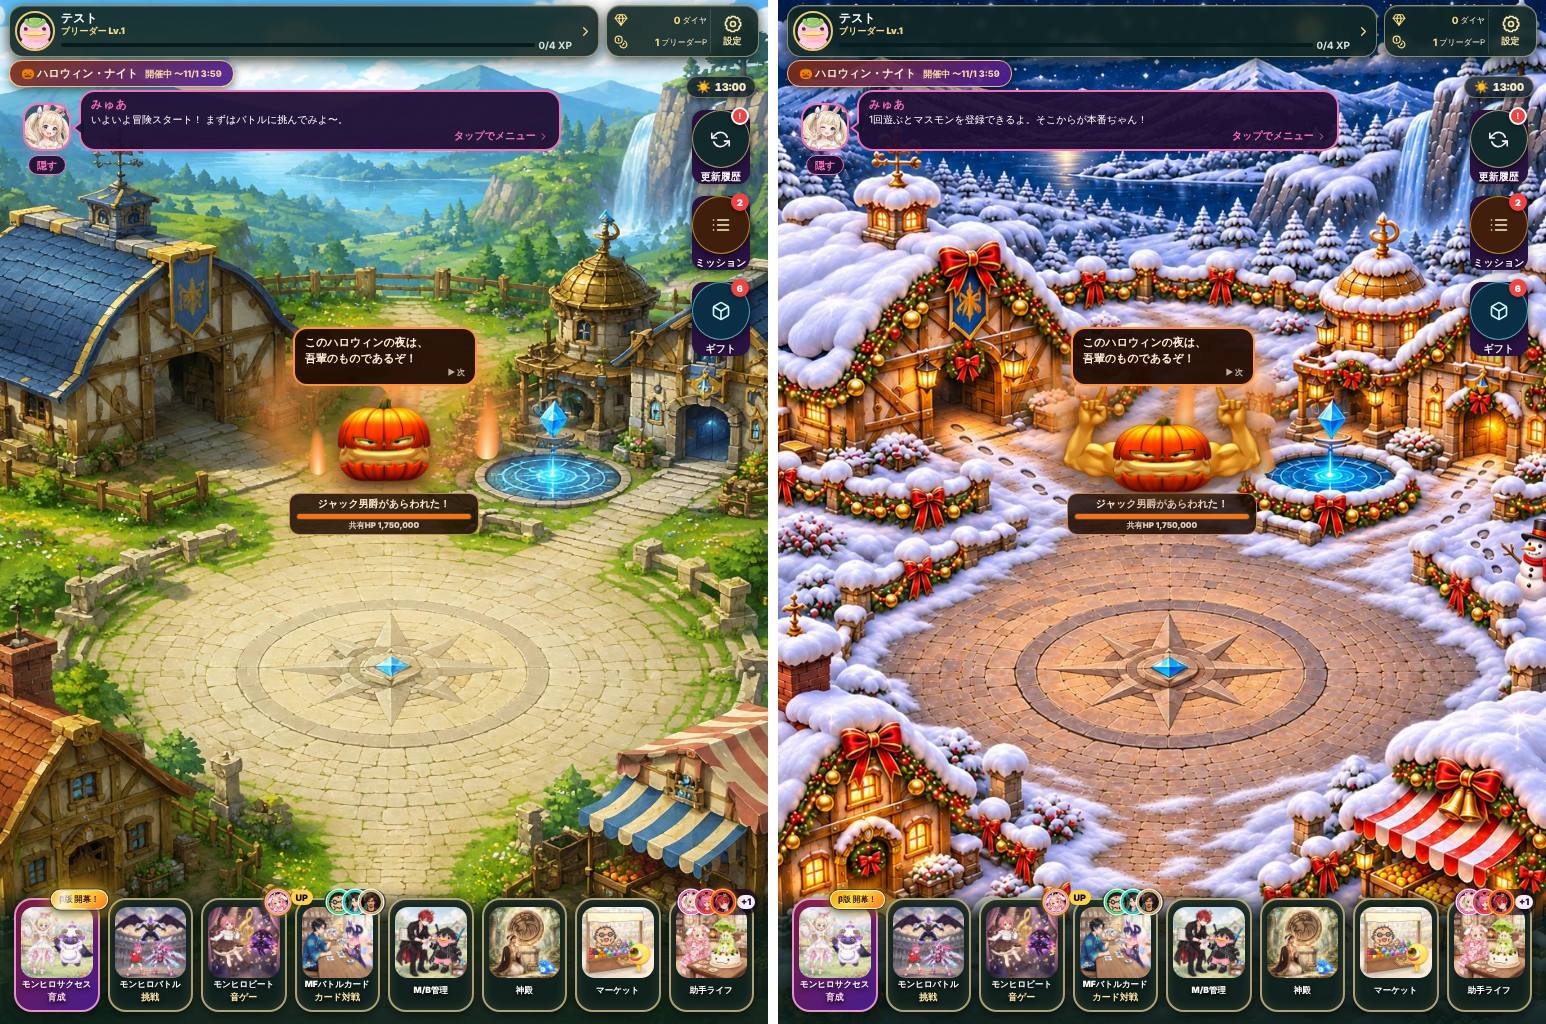 テスト
ブリーダー Lv.1
0/4 XP
0 ダイヤ
1 ブリーダーP
設定
ハロウィン・ナイト 開催中 〜11/1 3:59
13:00
みゅあ
いよいよ冒険スタート！ まずはバトルに挑んでみよ〜。
タップでメニュー
隠す
!
更新履歴
2
ミッション
6
ギフト
このハロウィンの夜は、
吾輩のものであるぞ！
▶次
ジャック男爵があらわれた！
共有HP 1,750,000
β版 開幕！
UP
+1
モンヒロサクセス
育成
モンヒロバトル
挑戦
モンヒロビート
音ゲー
MFバトルカード
カード対戦
M/B管理
神殿
マーケット
助手ライフ
テスト
ブリーダー Lv.1
0/4 XP
0 ダイヤ
1 ブリーダーP
設定
ハロウィン・ナイト 開催中 〜11/1 3:59
13:00
みゅあ
1回遊ぶとマスモンを登録できるよ。そこからが本番ぢゃん！
タップでメニュー
隠す
!
更新履歴
2
ミッション
6
ギフト
このハロウィンの夜は、
吾輩のものであるぞ！
▶次
ジャック男爵があらわれた！
共有HP 1,750,000
β版 開幕！
UP
+1
モンヒロサクセス
育成
モンヒロバトル
挑戦
モンヒロビート
音ゲー
MFバトルカード
カード対戦
M/B管理
神殿
マーケット
助手ライフ